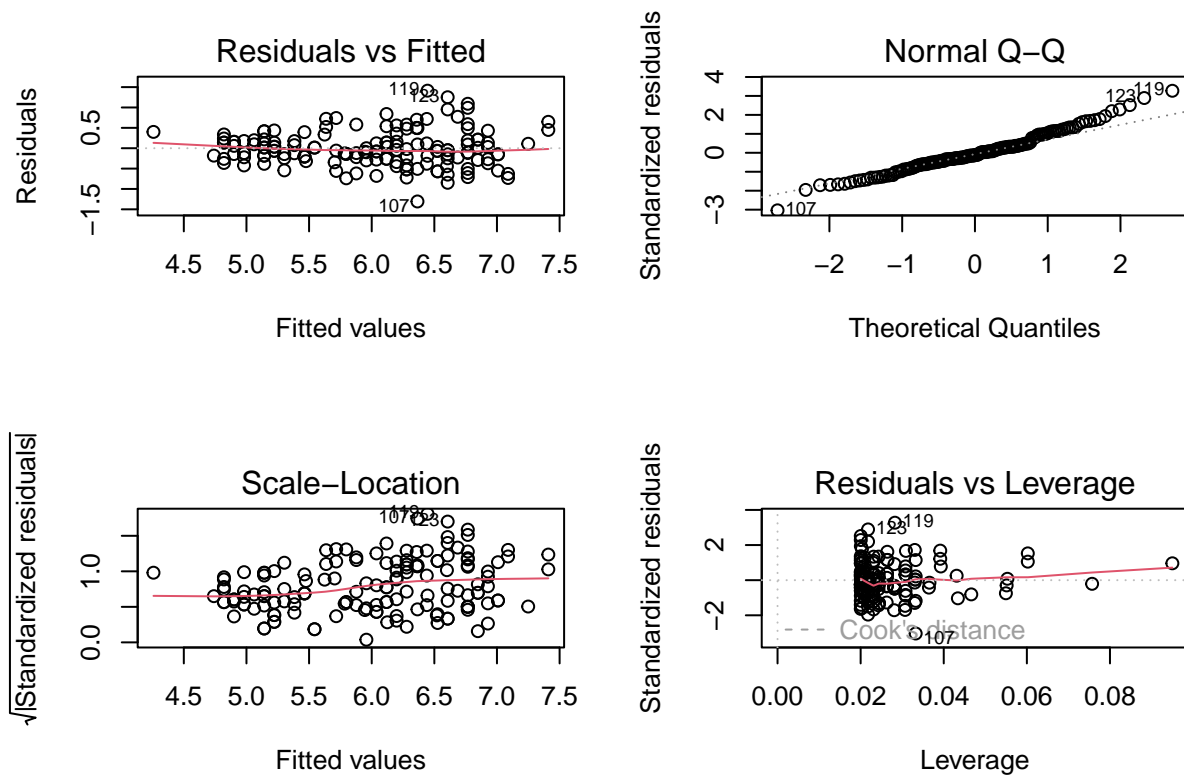 Residuals vs Fitted
Residuals
0.5
−1.5
119
123
107
4.5 5.0 5.5 6.0 6.5 7.0 7.5
Fitted values
Normal Q−Q
Standardized residuals
4
2
0
−3
123 119
107
−2 −1 0 1 2
Theoretical Quantiles
Scale−Location
√|Standardized residuals|
1.0
0.0
119
107 123
4.5 5.0 5.5 6.0 6.5 7.0 7.5
Fitted values
Residuals vs Leverage
Standardized residuals
2
0
−2
123 119
Cook's distance
107
0.00 0.02 0.04 0.06 0.08
Leverage